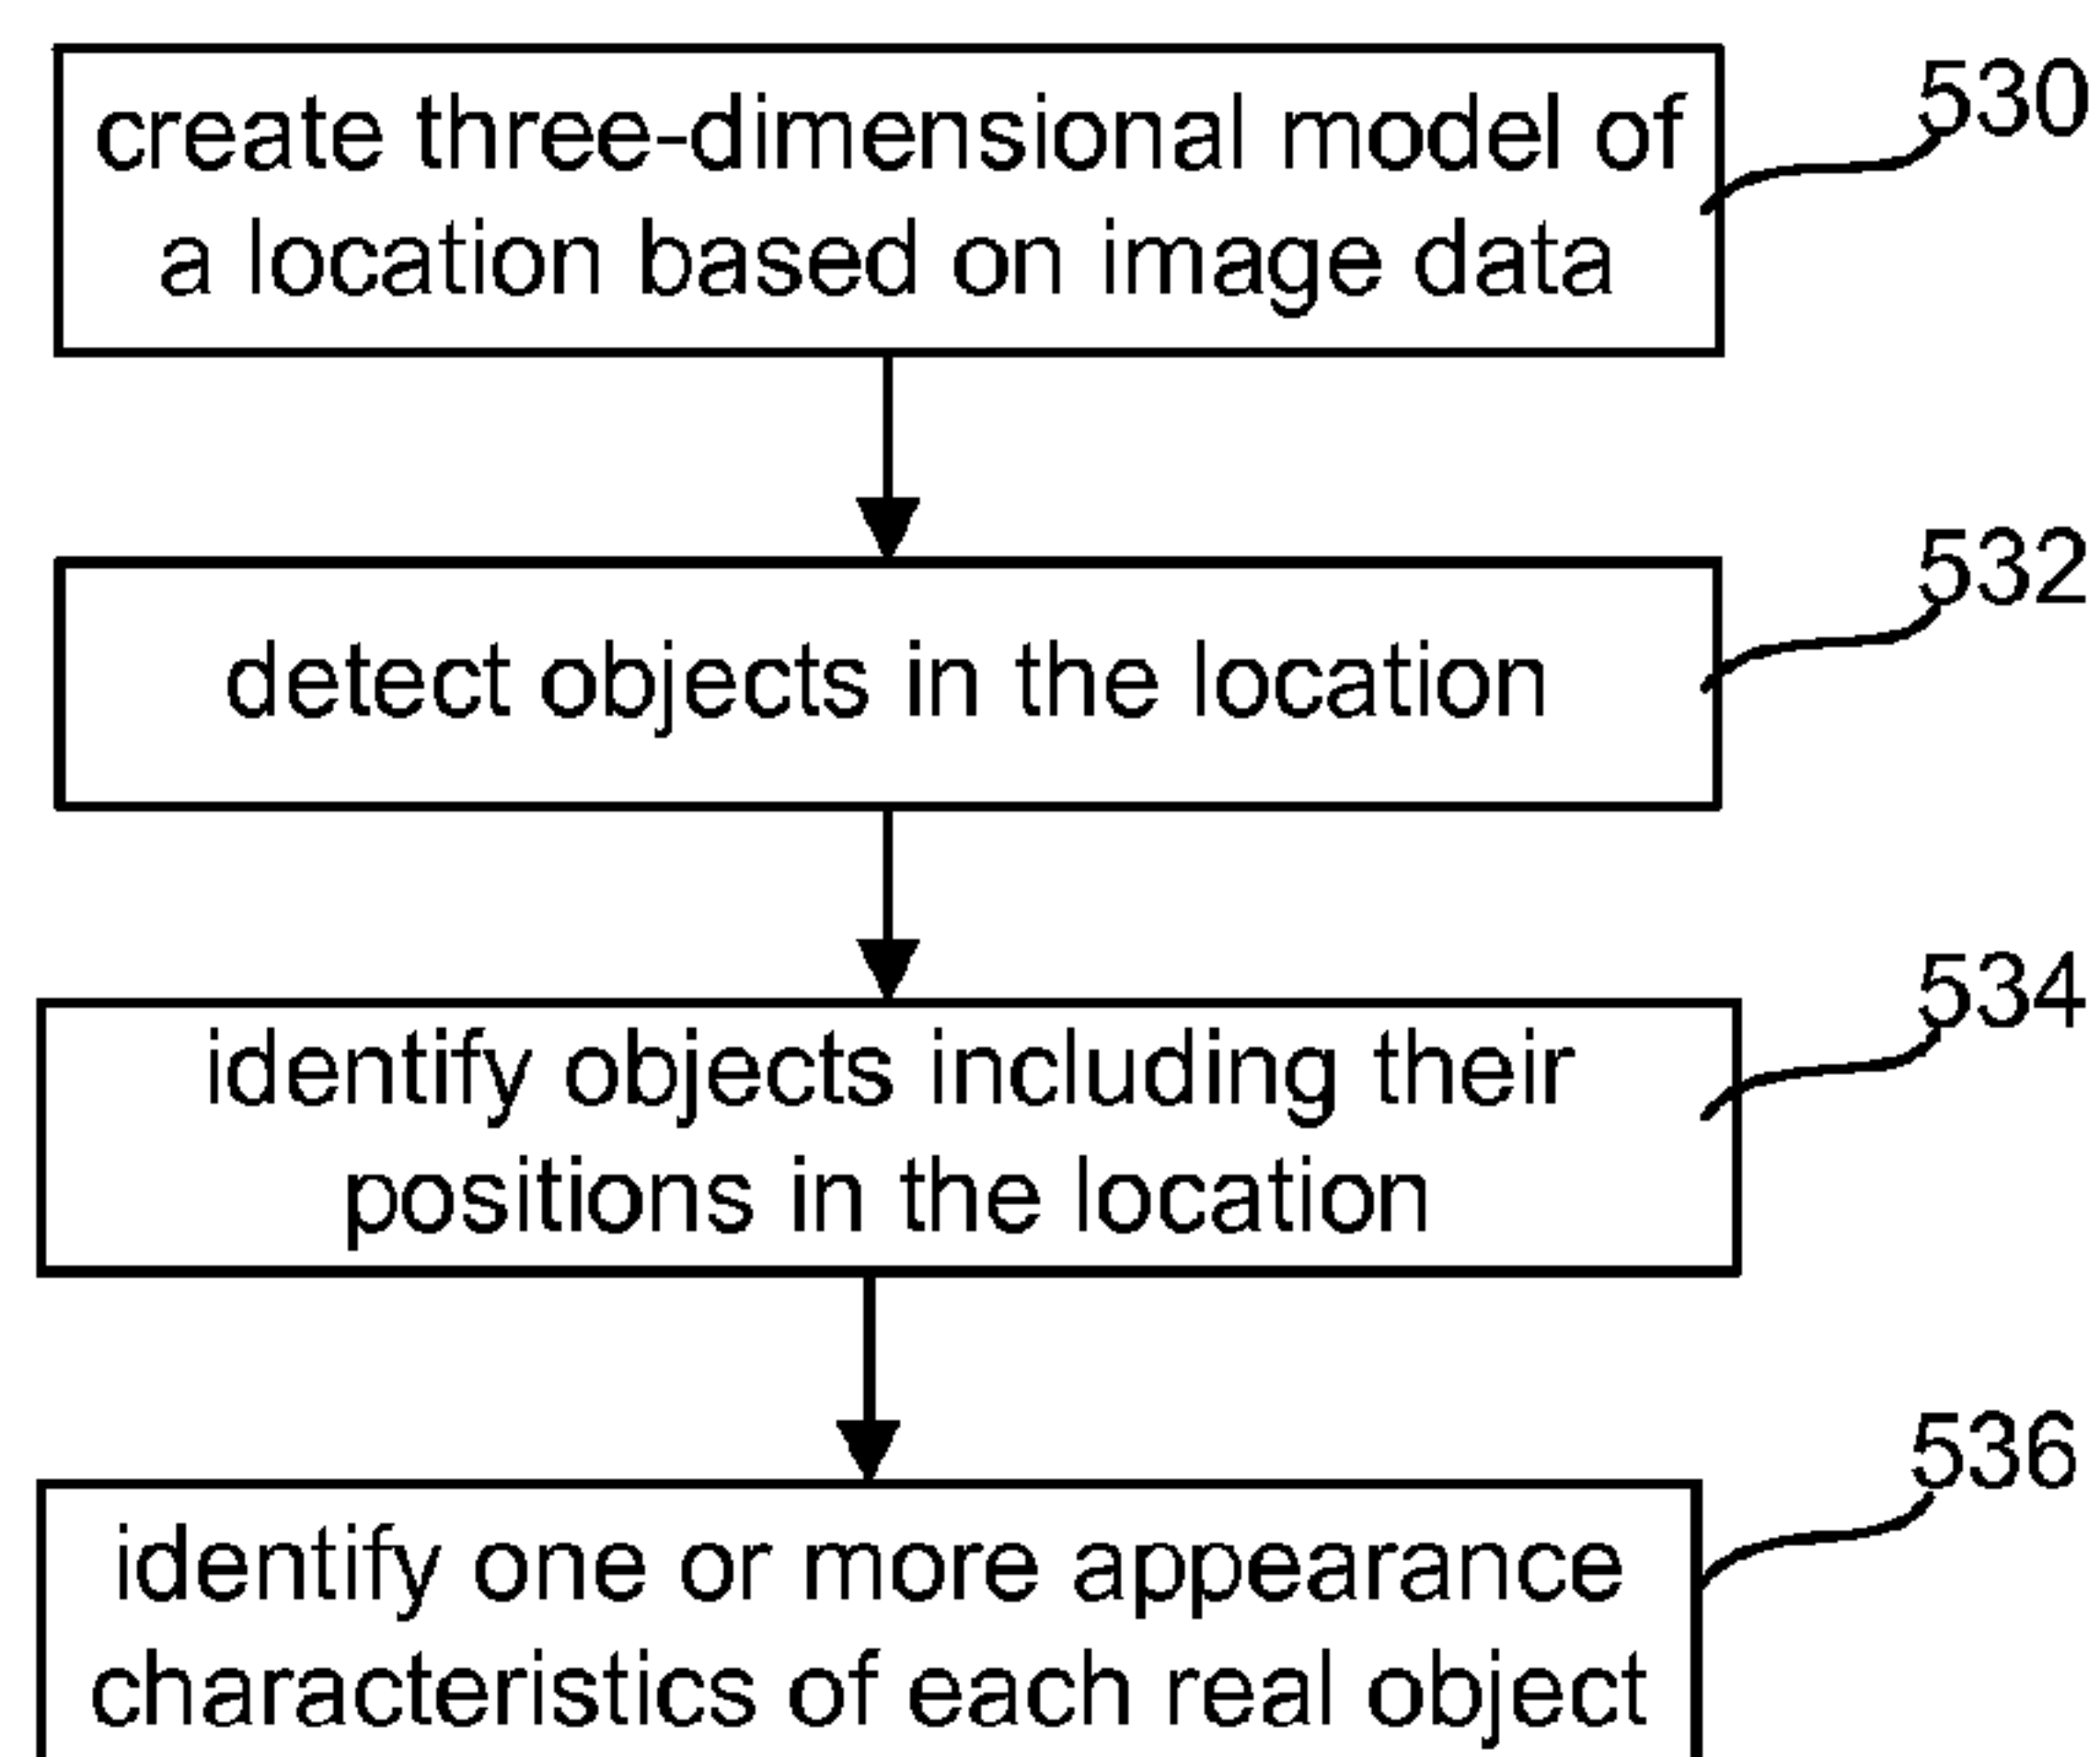 create three-dimensional model of
a location based on image data
530
detect objects in the location
532
identify objects including their
positions in the location
534
identify one or more appearance
characteristics of each real object
536